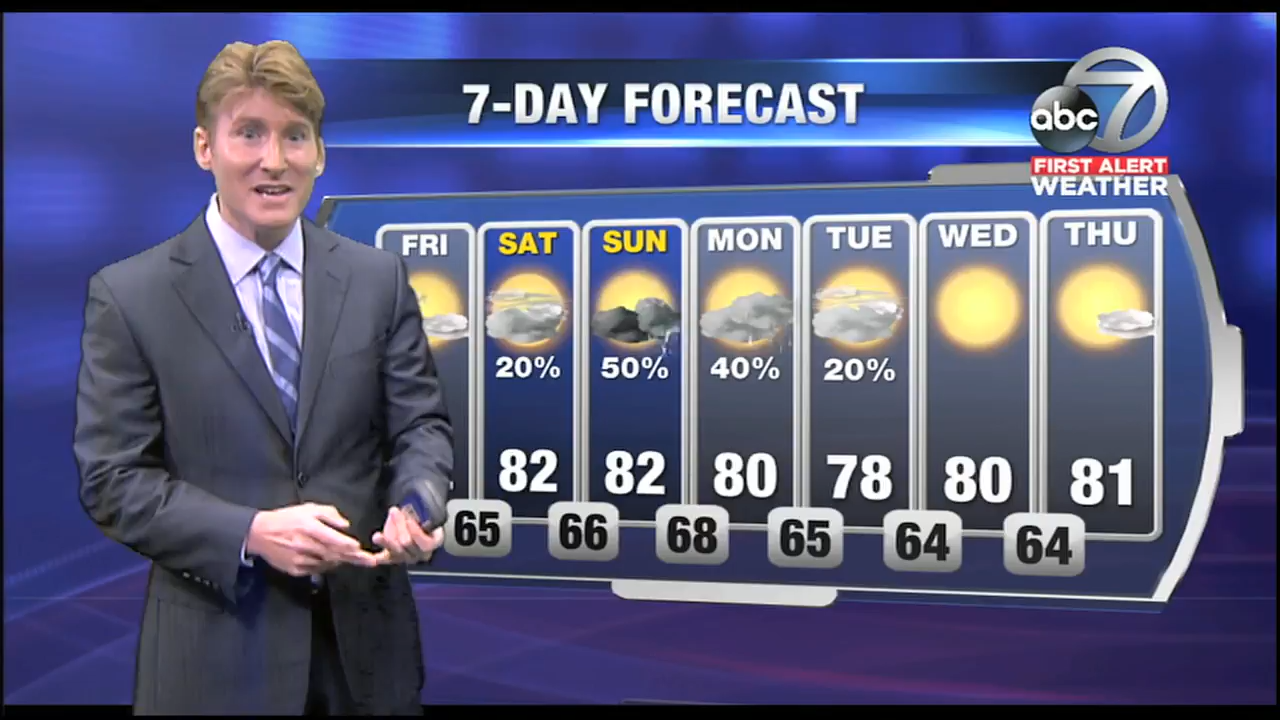 7-DAY FORECAST
abc 7
FIRST ALERT
WEATHER
FRI SAT SUN MON TUE WED THU
20% 50% 40% 20%
82 82 80 78 80 81
65 66 68 65 64 64